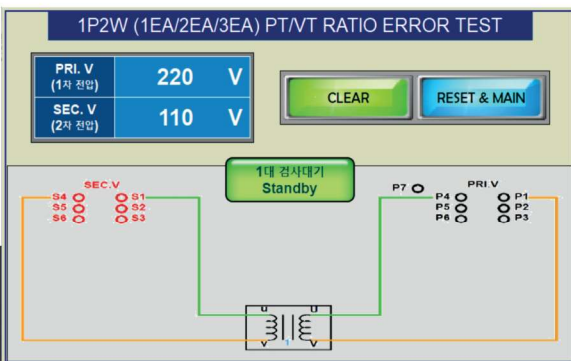 1P2W (1EA/2EA/3EA) PT/VT RATIO ERROR TEST
PRI. V
(1차 전압)
220 V
SEC. V
(2차 전압)
110 V
CLEAR
RESET & MAIN
1대 검사대기
Standby
SEC.V
S4 S1
S5 S2
S6 S3
P7
PRI.V
P4 P1
P5 P2
P6 P3
u U
v 1 V